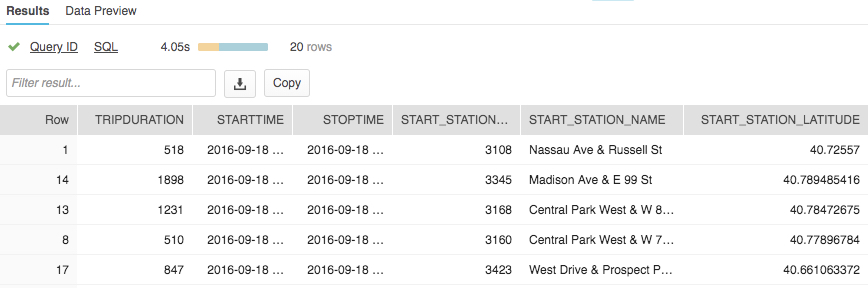 Results Data Preview
Query ID SQL 4.05s 20 rows
Filter result... Copy
Row TRIPDURATION STARTTIME STOPTIME START_STATION... START_STATION_NAME START_STATION_LATITUDE
1 518 2016-09-18 ... 2016-09-18 ... 3108 Nassau Ave & Russell St 40.72557
14 1898 2016-09-18 ... 2016-09-18 ... 3345 Madison Ave & E 99 St 40.789485416
13 1231 2016-09-18 ... 2016-09-18 ... 3168 Central Park West & W 8... 40.78472675
8 510 2016-09-18 ... 2016-09-18 ... 3160 Central Park West & W 7... 40.77896784
17 847 2016-09-18 ... 2016-09-18 ... 3423 West Drive & Prospect P... 40.661063372